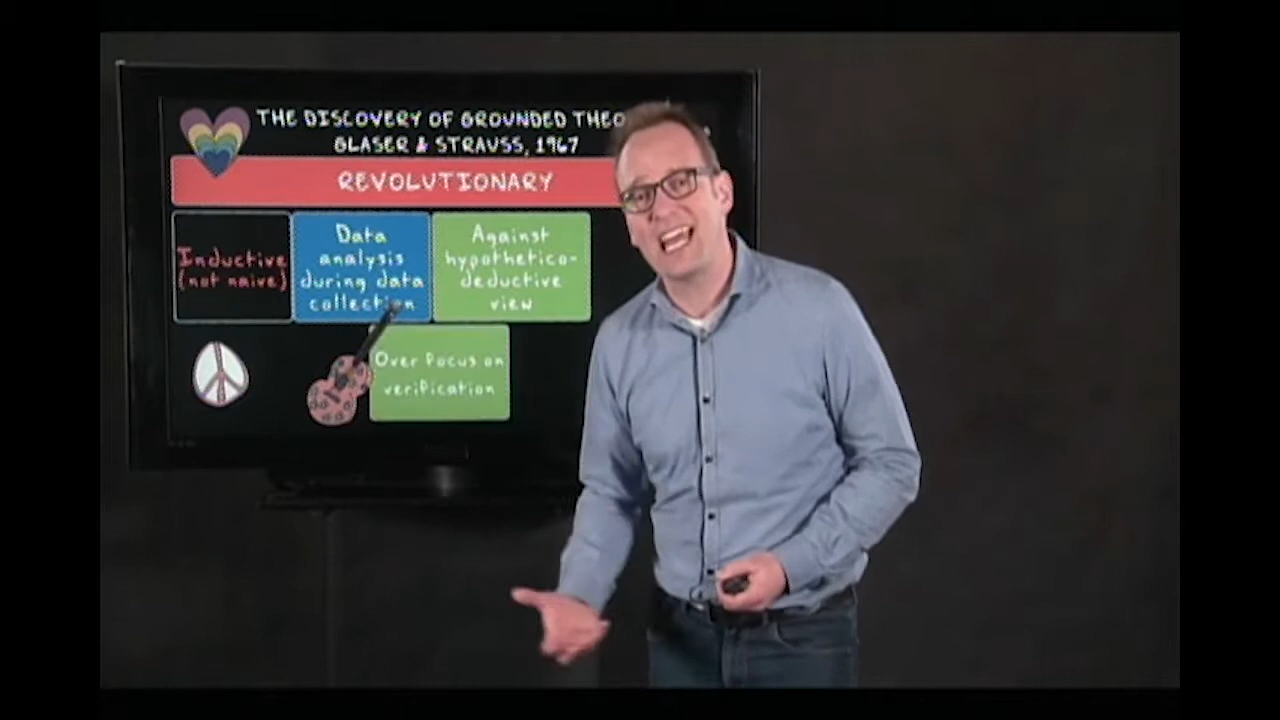 THE DISCOVERY OF GROUNDED THEO
GLASER & STRAUSS, 1967
REVOLUTIONARY
Inductive
(not naive)
Data
analysis
during data
collection
Against
hypothetico-
deductive
view
Over focus on
verification